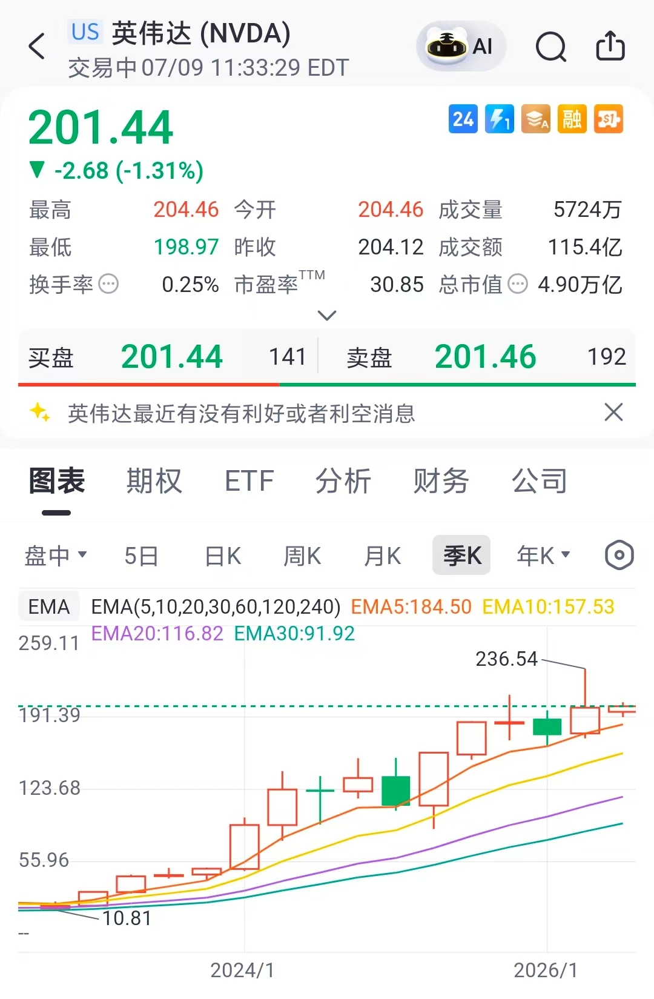 US 英伟达 (NVDA)
交易中 07/09 11:33:29 EDT
AI
201.44
24 1 A 融 $1
▼ -2.68 (-1.31%)
最高 204.46 今开 204.46 成交量 5724万
最低 198.97 昨收 204.12 成交额 115.4亿
换手率 0.25% 市盈率TTM 30.85 总市值 4.90万亿
买盘 201.44 141 卖盘 201.46 192
英伟达最近有没有利好或者利空消息
图表 期权 ETF 分析 财务 公司
盘中 5日 日K 周K 月K 季K 年K
EMA EMA(5,10,20,30,60,120,240) EMA5:184.50 EMA10:157.53
EMA20:116.82 EMA30:91.92
259.11
236.54
191.39
123.68
55.96
10.81
--
2024/1 2026/1